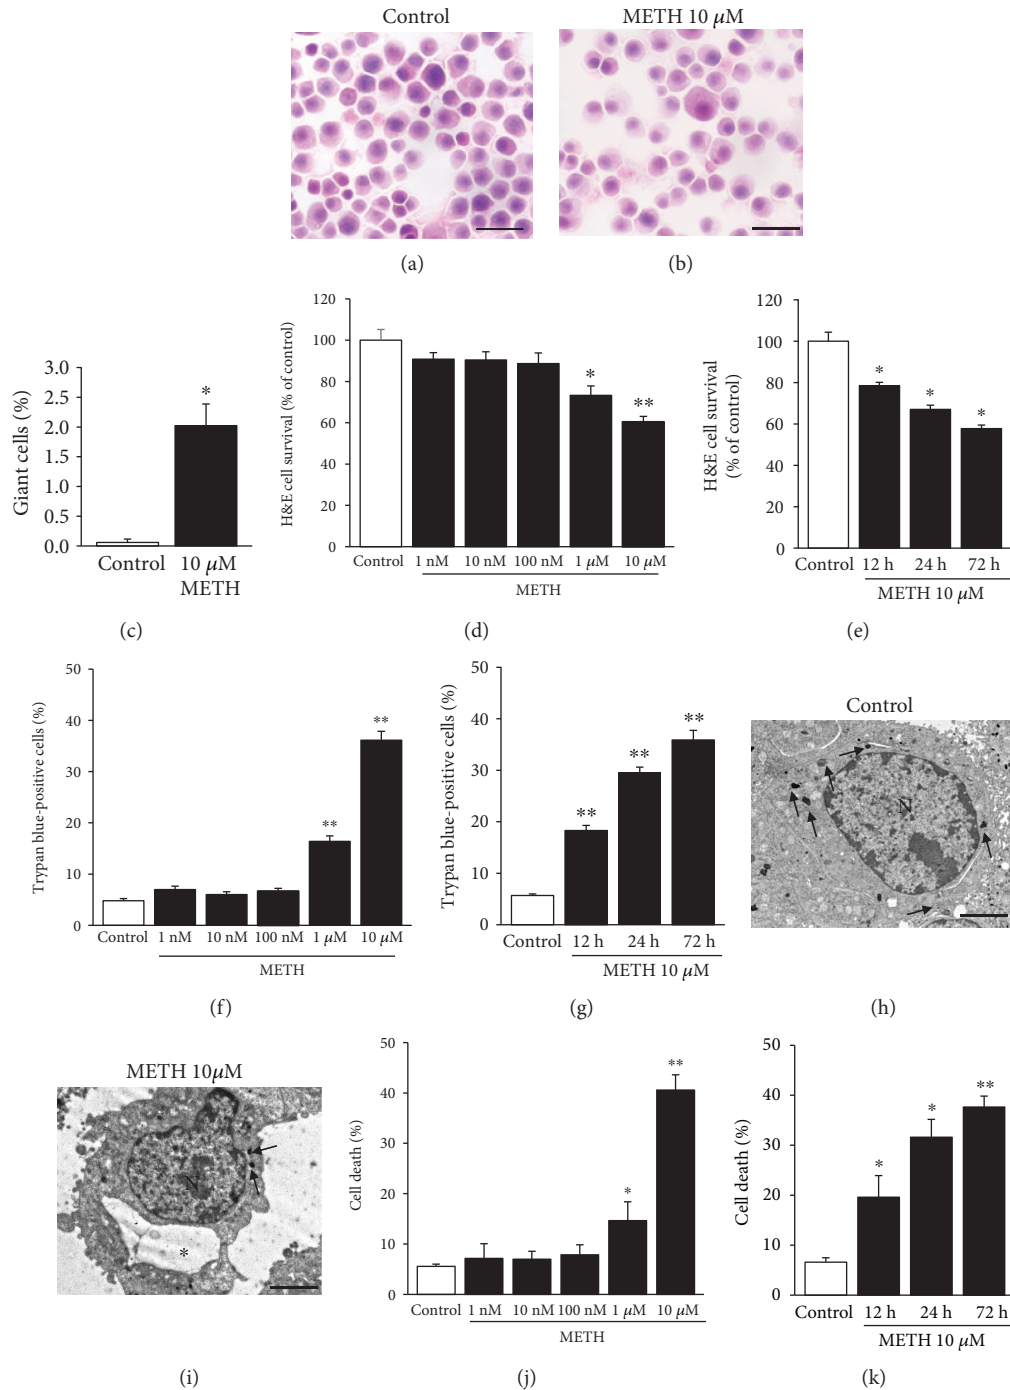 Control
METH 10 μM
(a)
(b)
Giant cells (%)
3.0
2.5
2.0
1.5
1.0
0.5
0.0
*
Control
10 μM
METH
(c)
H&E cell survival (% of control)
120
100
80
60
40
20
0
*
**
Control
1 nM
10 nM
100 nM
1 μM
10 μM
METH
(d)
H&E cell survival
(% of control)
120
100
80
60
40
20
0
*
*
*
Control
12 h
24 h
72 h
METH 10 μM
(e)
Trypan blue-positive cells (%)
50
40
30
20
10
0
**
**
Control
1 nM
10 nM
100 nM
1 μM
10 μM
METH
(f)
Trypan blue-positive cells (%)
50
40
30
20
10
0
**
**
**
Control
12 h
24 h
72 h
METH 10 μM
(g)
Control
N
(h)
METH 10μM
N
*
(i)
Cell death (%)
50
40
30
20
10
0
*
**
Control
1 nM
10 nM
100 nM
1 μM
10 μM
METH
(j)
Cell death (%)
50
40
30
20
10
0
*
*
**
Control
12 h
24 h
72 h
METH 10 μM
(k)